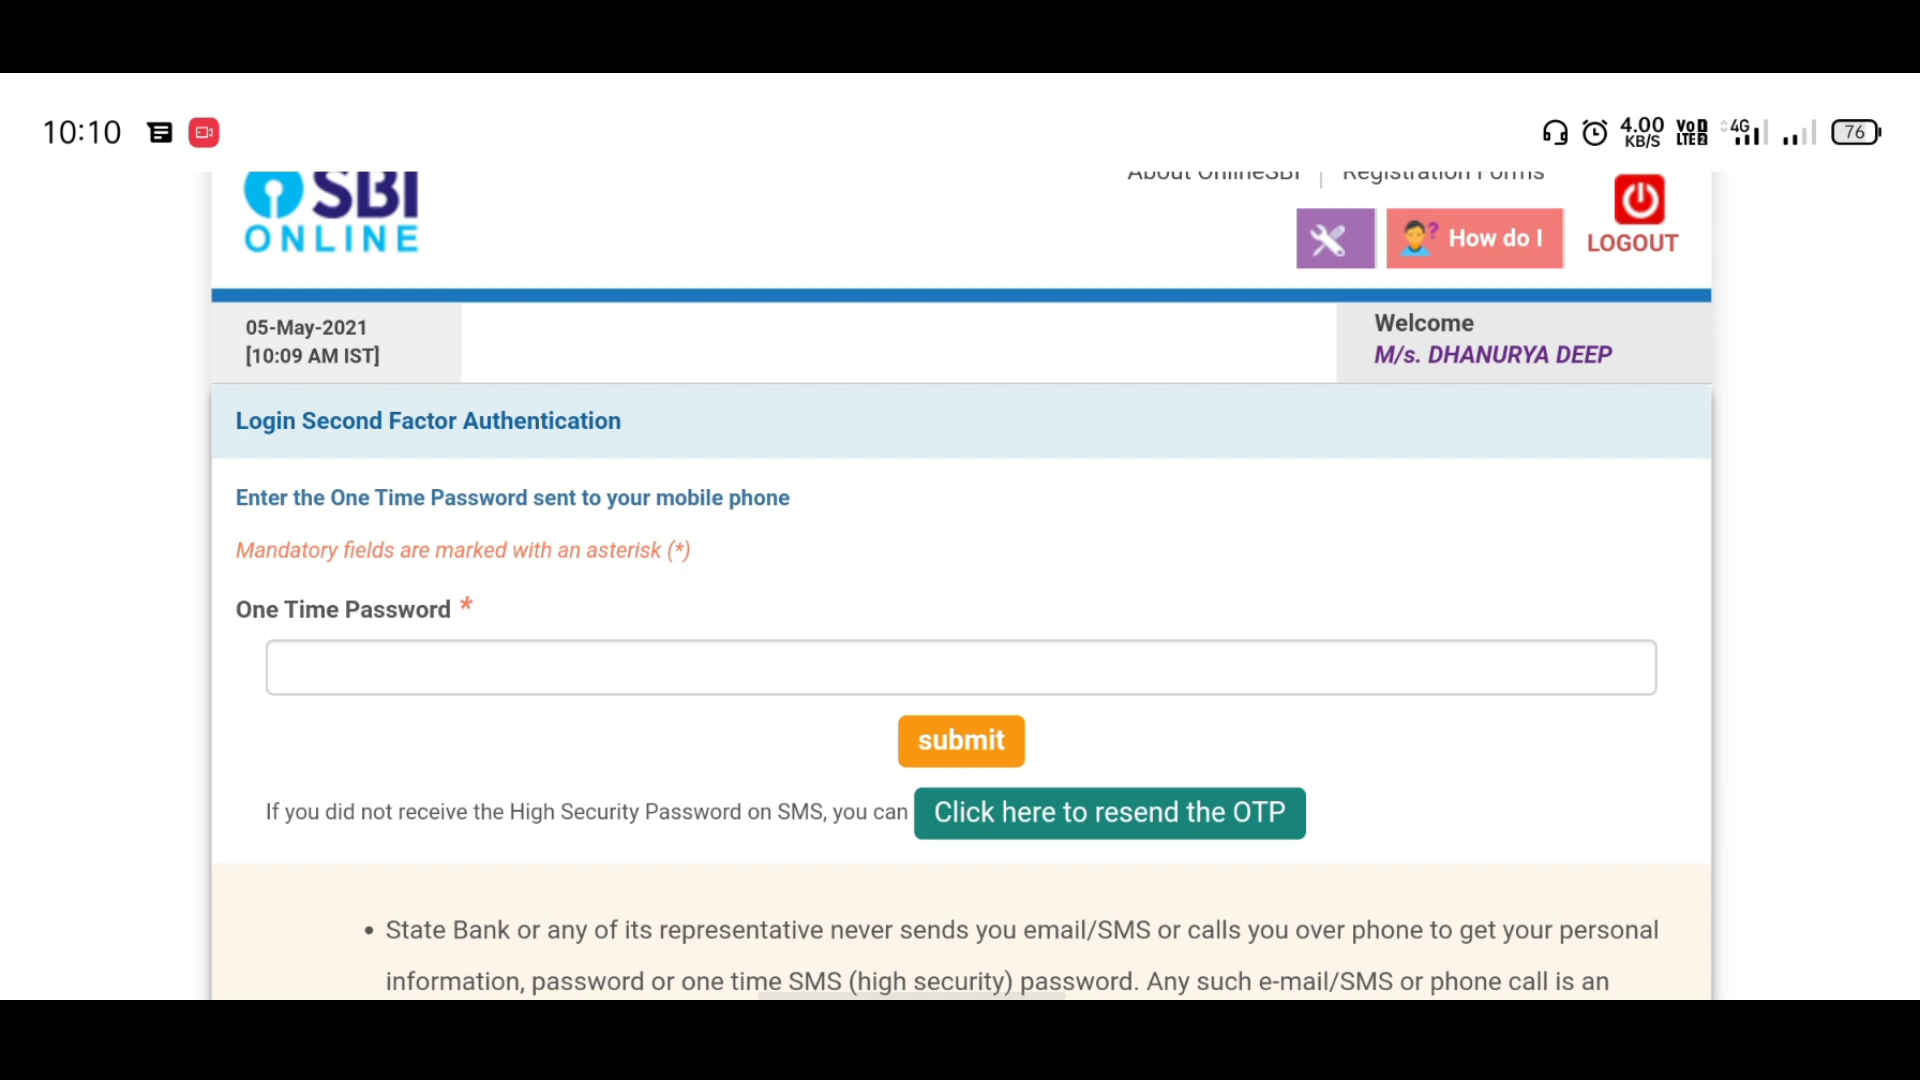 10:10
4.00
KB/S
VoD
LTE2
4G
76
About OnlineSBI | Registration Forms
SBI
ONLINE
How do I
LOGOUT
05-May-2021
[10:09 AM IST]
Welcome
M/s. DHANURYA DEEP
Login Second Factor Authentication
Enter the One Time Password sent to your mobile phone
Mandatory fields are marked with an asterisk (*)
One Time Password *
submit
If you did not receive the High Security Password on SMS, you can Click here to resend the OTP
• State Bank or any of its representative never sends you email/SMS or calls you over phone to get your personal
information, password or one time SMS (high security) password. Any such e-mail/SMS or phone call is an